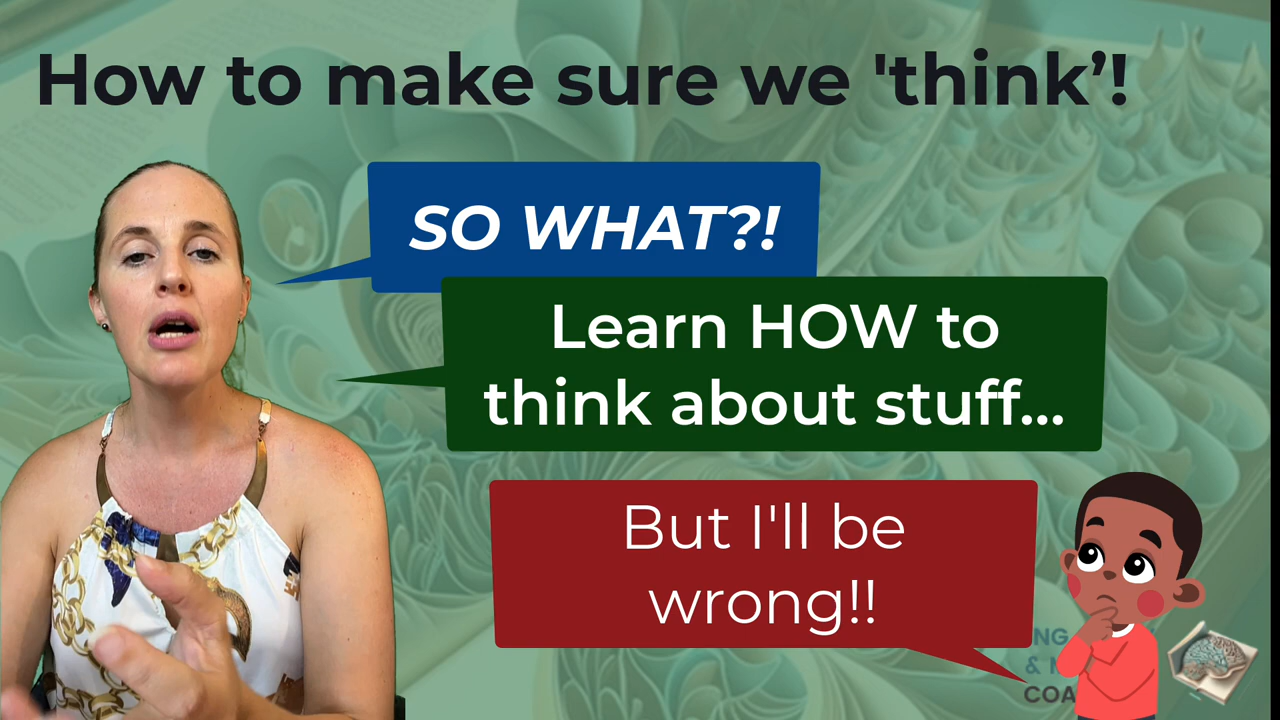 How to make sure we 'think’!
SO WHAT?!
Learn HOW to
think about stuff...
But I'll be
wrong!!